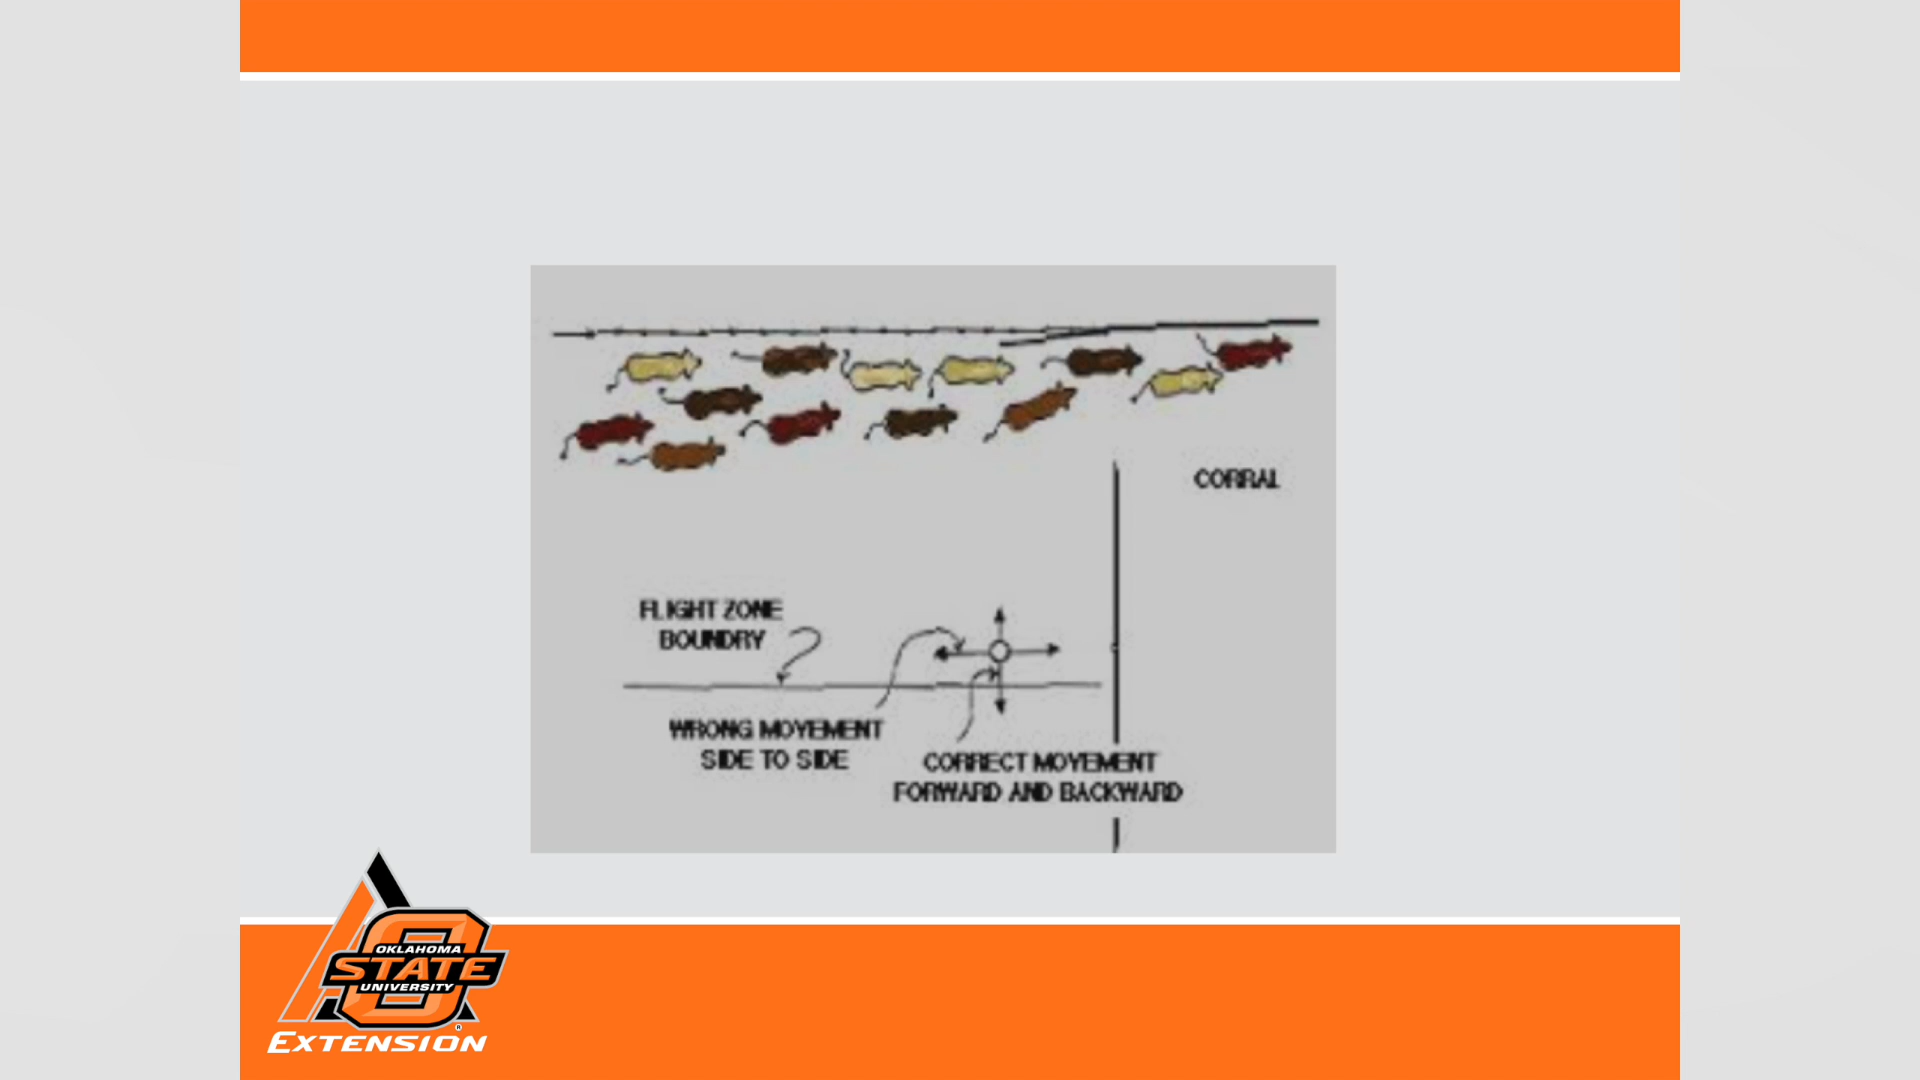 CORRAL
FLIGHT ZONE
BOUNDRY
WRONG MOVEMENT
SIDE TO SIDE
CORRECT MOVEMENT
FORWARD AND BACKWARD
OKLAHOMA
STATE
UNIVERSITY
®
EXTENSION